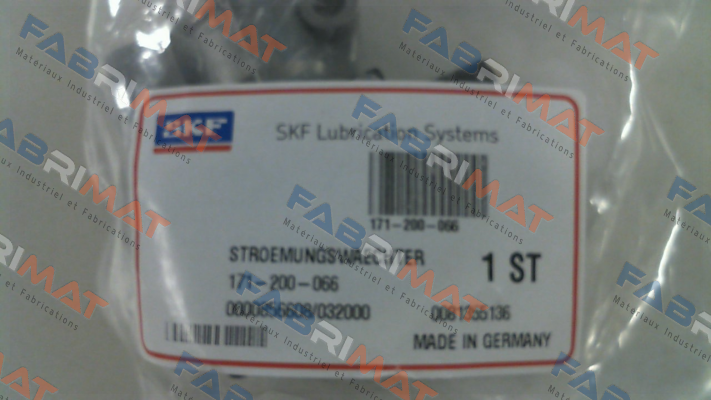 SKF
SKF Lubrication Systems
171-200-066
STROEMUNGSWAECHTER
1 ST
171-200-066
/032000
0081355136
MADE IN GERMANY
FABRIMAT
Materiaux Industriel et Fabrications